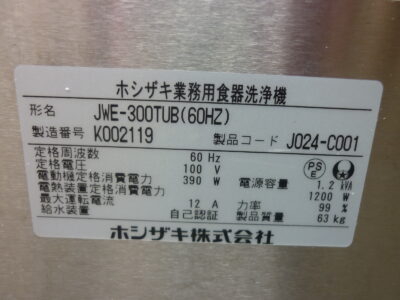 ホシザキ業務用食器洗浄機
形名 JWE-300TUB(60HZ)
製造番号 K002119 製品コード J024-C001
定格周波数 60 Hz
定格電圧 100 V
電動機定格消費電力 390 W 電源容量 1.2 kVA
電熱装置定格消費電力 1200 W
最大運転電流 12 A 力率 99 %
給水装置 自己認証 製品質量 63 kg
ホシザキ株式会社
PSE